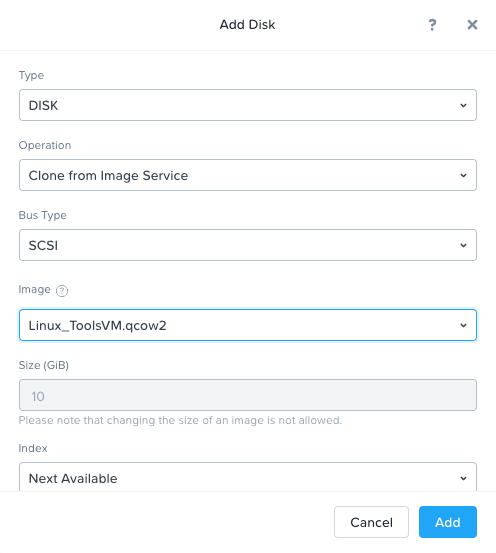 Add Disk ? ×
Type
DISK
Operation
Clone from Image Service
Bus Type
SCSI
Image ?
Linux_ToolsVM.qcow2
Size (GiB)
10
Please note that changing the size of an image is not allowed.
Index
Next Available
Cancel Add